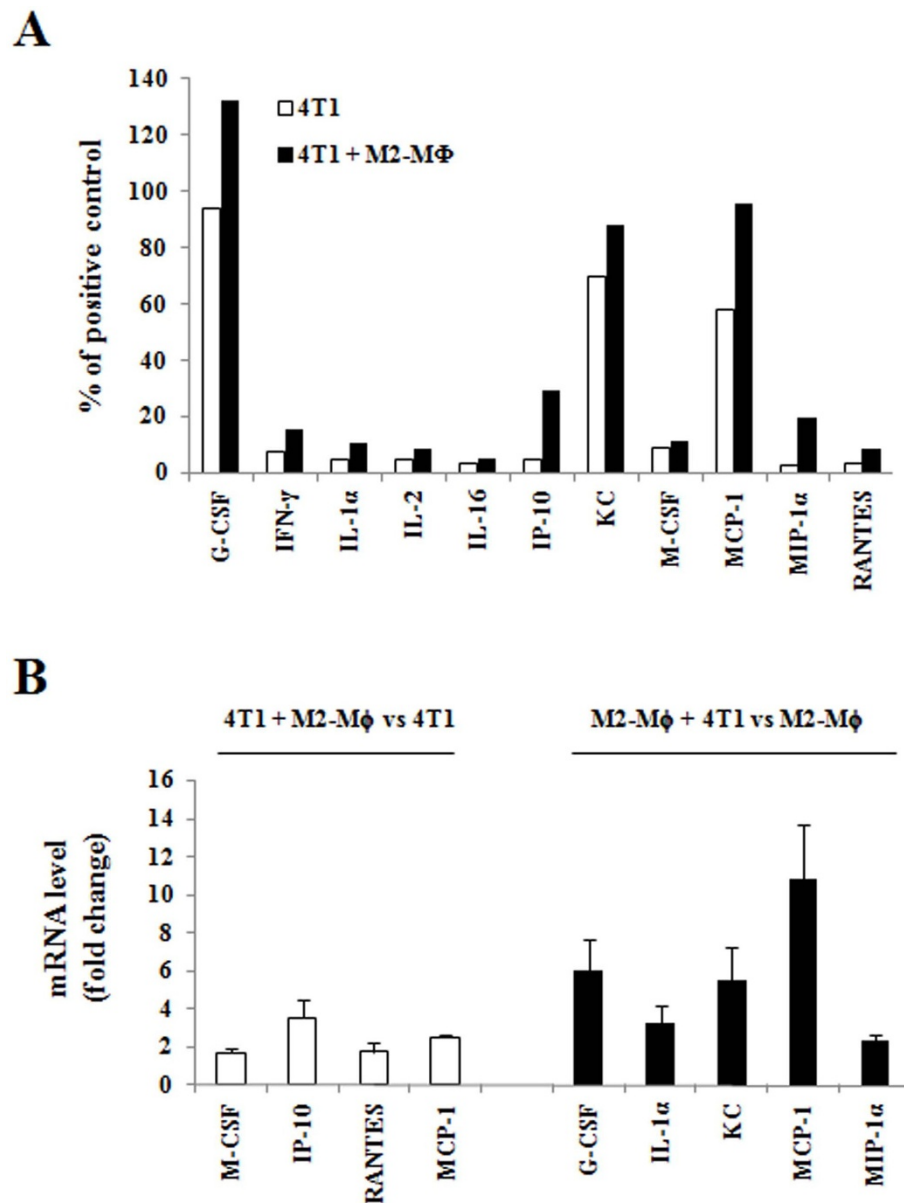 A
140
120
100
80
60
40
20
0
% of positive control
4T1
4T1 + M2-MΦ
G-CSF
IFN-γ
IL-1α
IL-2
IL-16
IP-10
KC
M-CSF
MCP-1
MIP-1α
RANTES
B
4T1 + M2-Mϕ vs 4T1
M2-Mϕ + 4T1 vs M2-Mϕ
16
14
12
10
8
6
4
2
0
mRNA level
(fold change)
M-CSF
IP-10
RANTES
MCP-1
G-CSF
IL-1α
KC
MCP-1
MIP-1α